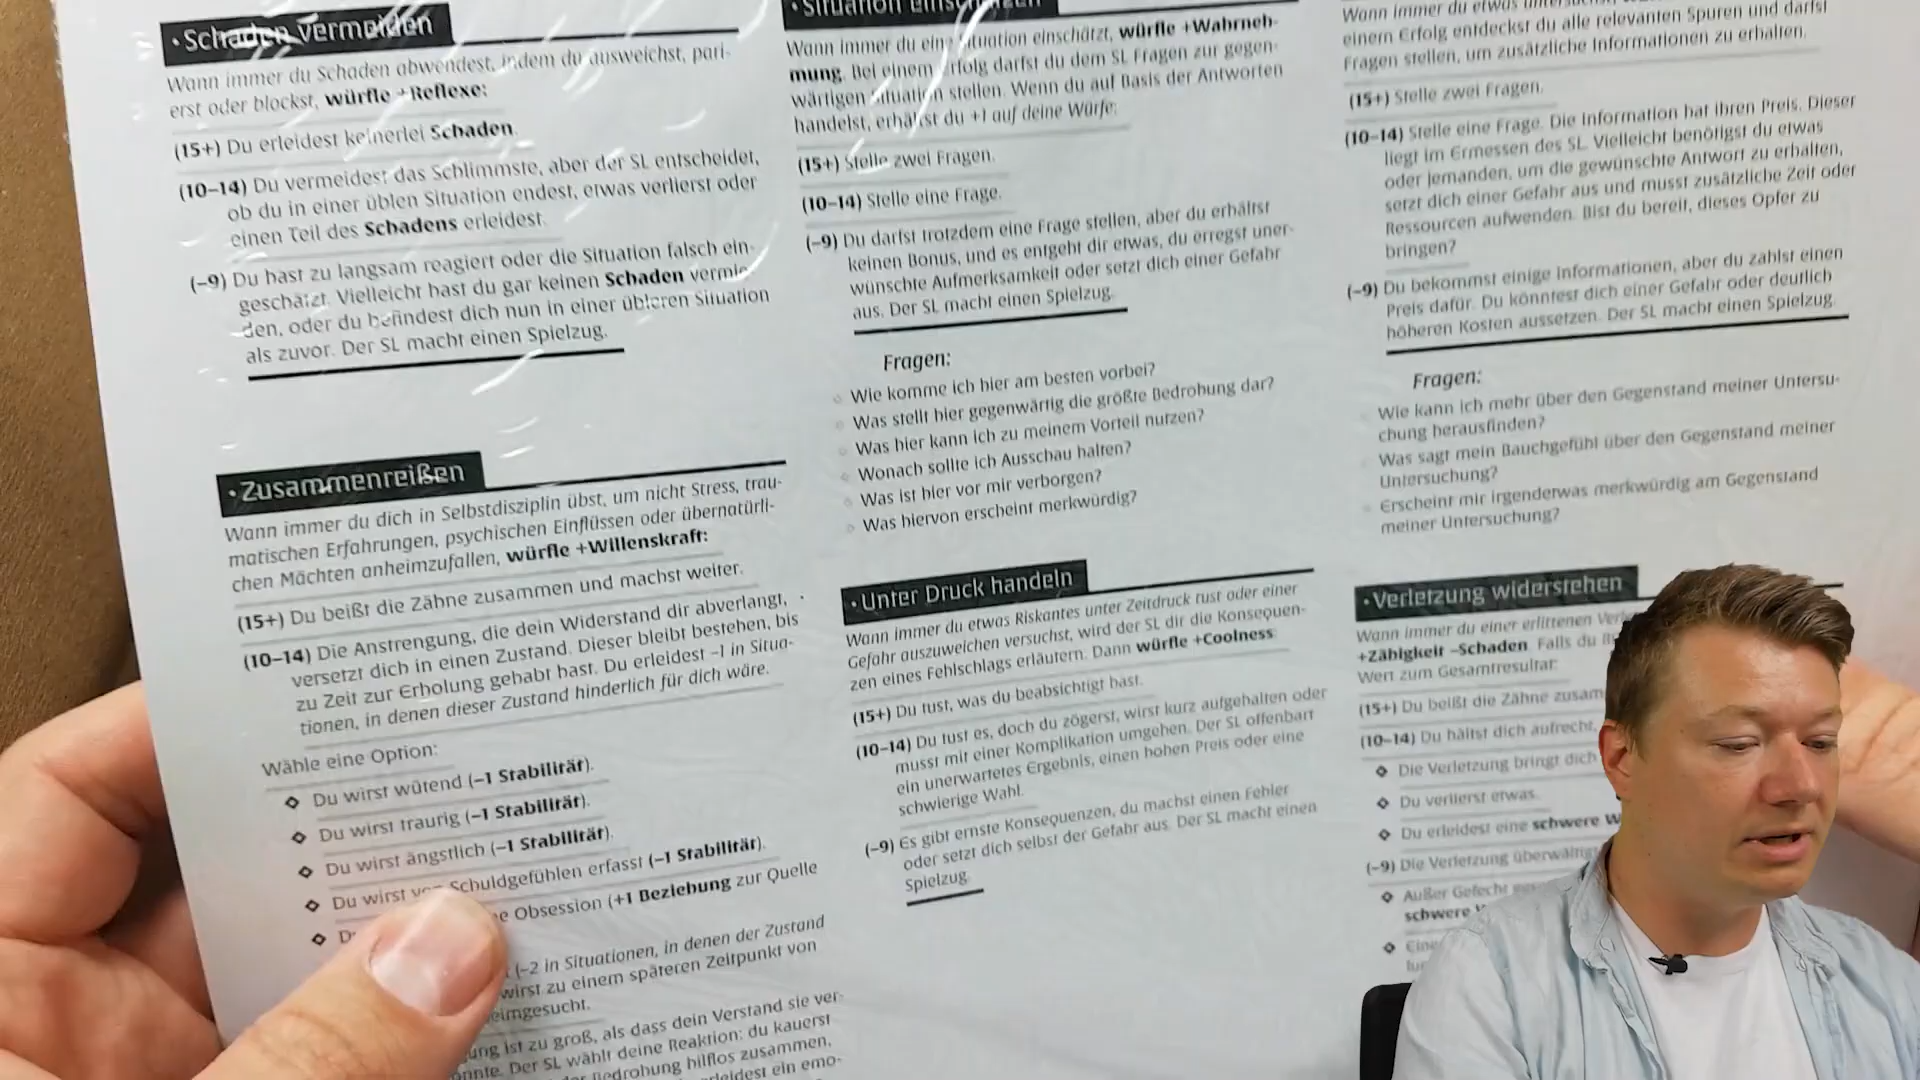 • Schaden vermeiden
Wann immer du Schaden abwendest, indem du ausweichst, pari-
erst oder blockst, würfle +Reflexe:
(15+) Du erleidest keinerlei Schaden.
(10–14) Du vermeidest das Schlimmste, aber der SL entscheidet,
ob du in einer üblen Situation endest, etwas verlierst oder
einen Teil des Schadens erleidest.
(–9) Du hast zu langsam reagiert oder die Situation falsch ein-
geschätzt. Vielleicht hast du gar keinen Schaden vermie
den, oder du befindest dich nun in einer übleren Situation
als zuvor. Der SL macht einen Spielzug.
• Zusammenreißen
Wann immer du dich in Selbstdisziplin übst, um nicht Stress, trau-
matischen Erfahrungen, psychischen Einflüssen oder übernatürli-
chen Mächten anheimzufallen, würfle +Willenskraft:
(15+) Du beißt die Zähne zusammen und machst weiter.
(10–14) Die Anstrengung, die dein Widerstand dir abverlangt,
versetzt dich in einen Zustand. Dieser bleibt bestehen, bis
zu Zeit zur Erholung gehabt hast. Du erleidest –1 in Situa-
tionen, in denen dieser Zustand hinderlich für dich wäre.
Wähle eine Option:
Du wirst wütend (–1 Stabilität).
Du wirst traurig (–1 Stabilität).
Du wirst ängstlich (–1 Stabilität).
Du wirst von Schuldgefühlen erfasst (–1 Stabilität).
Obsession (+1 Beziehung zur Quelle
(–2 in Situationen, in denen der Zustand
wirst zu einem späteren Zeitpunkt von
eimgesucht.
ung ist zu groß, als dass dein Verstand sie ver-
onnte. Der SL wählt deine Reaktion: du kauerst
Bedrohung hilflos zusammen,
erleidest ein emo-
• Situation einschätzen
Wann immer du eine Situation einschätzt, würfle +Wahrneh-
mung. Bei einem Erfolg darfst du dem SL Fragen zur gegen-
wärtigen Situation stellen. Wenn du auf Basis der Antworten
handelst, erhältst du +1 auf deine Würfe:
(15+) Stelle zwei Fragen.
(10–14) Stelle eine Frage.
(–9) Du darfst trotzdem eine Frage stellen, aber du erhältst
keinen Bonus, und es entgeht dir etwas, du erregst uner-
wünschte Aufmerksamkeit oder setzt dich einer Gefahr
aus. Der SL macht einen Spielzug.
Fragen:
Wie komme ich hier am besten vorbei?
Was stellt hier gegenwärtig die größte Bedrohung dar?
Was hier kann ich zu meinem Vorteil nutzen?
Wonach sollte ich Ausschau halten?
Was ist hier vor mir verborgen?
Was hiervon erscheint merkwürdig?
• Unter Druck handeln
Wann immer du etwas Riskantes unter Zeitdruck tust oder einer
Gefahr auszuweichen versuchst, wird der SL dir die Konsequen-
zen eines Fehlschlags erläutern. Dann würfle +Coolness:
(15+) Du tust, was du beabsichtigt hast.
(10–14) Du tust es, doch du zögerst, wirst kurz aufgehalten oder
musst mit einer Komplikation umgehen. Der SL offenbart
ein unerwartetes Ergebnis, einen hohen Preis oder eine
schwierige Wahl.
(–9) Es gibt ernste Konsequenzen, du machst einen Fehler
oder setzt dich selbst der Gefahr aus. Der SL macht einen
Spielzug.
Wann immer du etwas
einem Erfolg entdeckst du alle relevanten Spuren und darfst
Fragen stellen, um zusätzliche Informationen zu erhalten.
(15+) Stelle zwei Fragen.
(10–14) Stelle eine Frage. Die Information hat ihren Preis. Dieser
liegt im Ermessen des SL. Vielleicht benötigst du etwas
oder jemanden, um die gewünschte Antwort zu erhalten,
setzt dich einer Gefahr aus und musst zusätzliche Zeit oder
Ressourcen aufwenden. Bist du bereit, dieses Opfer zu
bringen?
(–9) Du bekommst einige Informationen, aber du zahlst einen
Preis dafür. Du könntest dich einer Gefahr oder deutlich
höheren Kosten aussetzen. Der SL macht einen Spielzug.
Fragen:
Wie kann ich mehr über den Gegenstand meiner Untersu-
chung herausfinden?
Was sagt mein Bauchgefühl über den Gegenstand meiner
Untersuchung?
Erscheint mir irgendetwas merkwürdig am Gegenstand
meiner Untersuchung?
• Verletzung widerstehen
Wann immer du einer erlittenen
+Zähigkeit –Schaden. Falls du
Wert zum Gesamtresultat:
(15+) Du beißt die Zähne zusam
(10–14) Du hältst dich aufrecht,
Die Verletzung bringt dich
Du verlierst etwas.
Du erleidest eine schwere W
(–9) Die Verletzung überwältig
Außer Gefecht
schwere
Eine